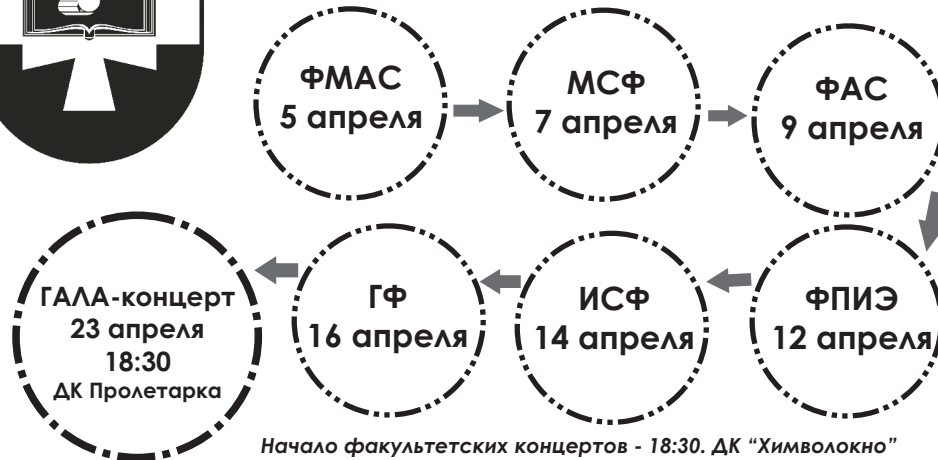 ФМАС
5 апреля
МСФ
7 апреля
ФАС
9 апреля
ФПИЭ
12 апреля
ИСФ
14 апреля
ГФ
16 апреля
ГАЛА-концерт
23 апреля
18:30
ДК Пролетарка
Начало факультетских концертов - 18:30. ДК “Химволокно”